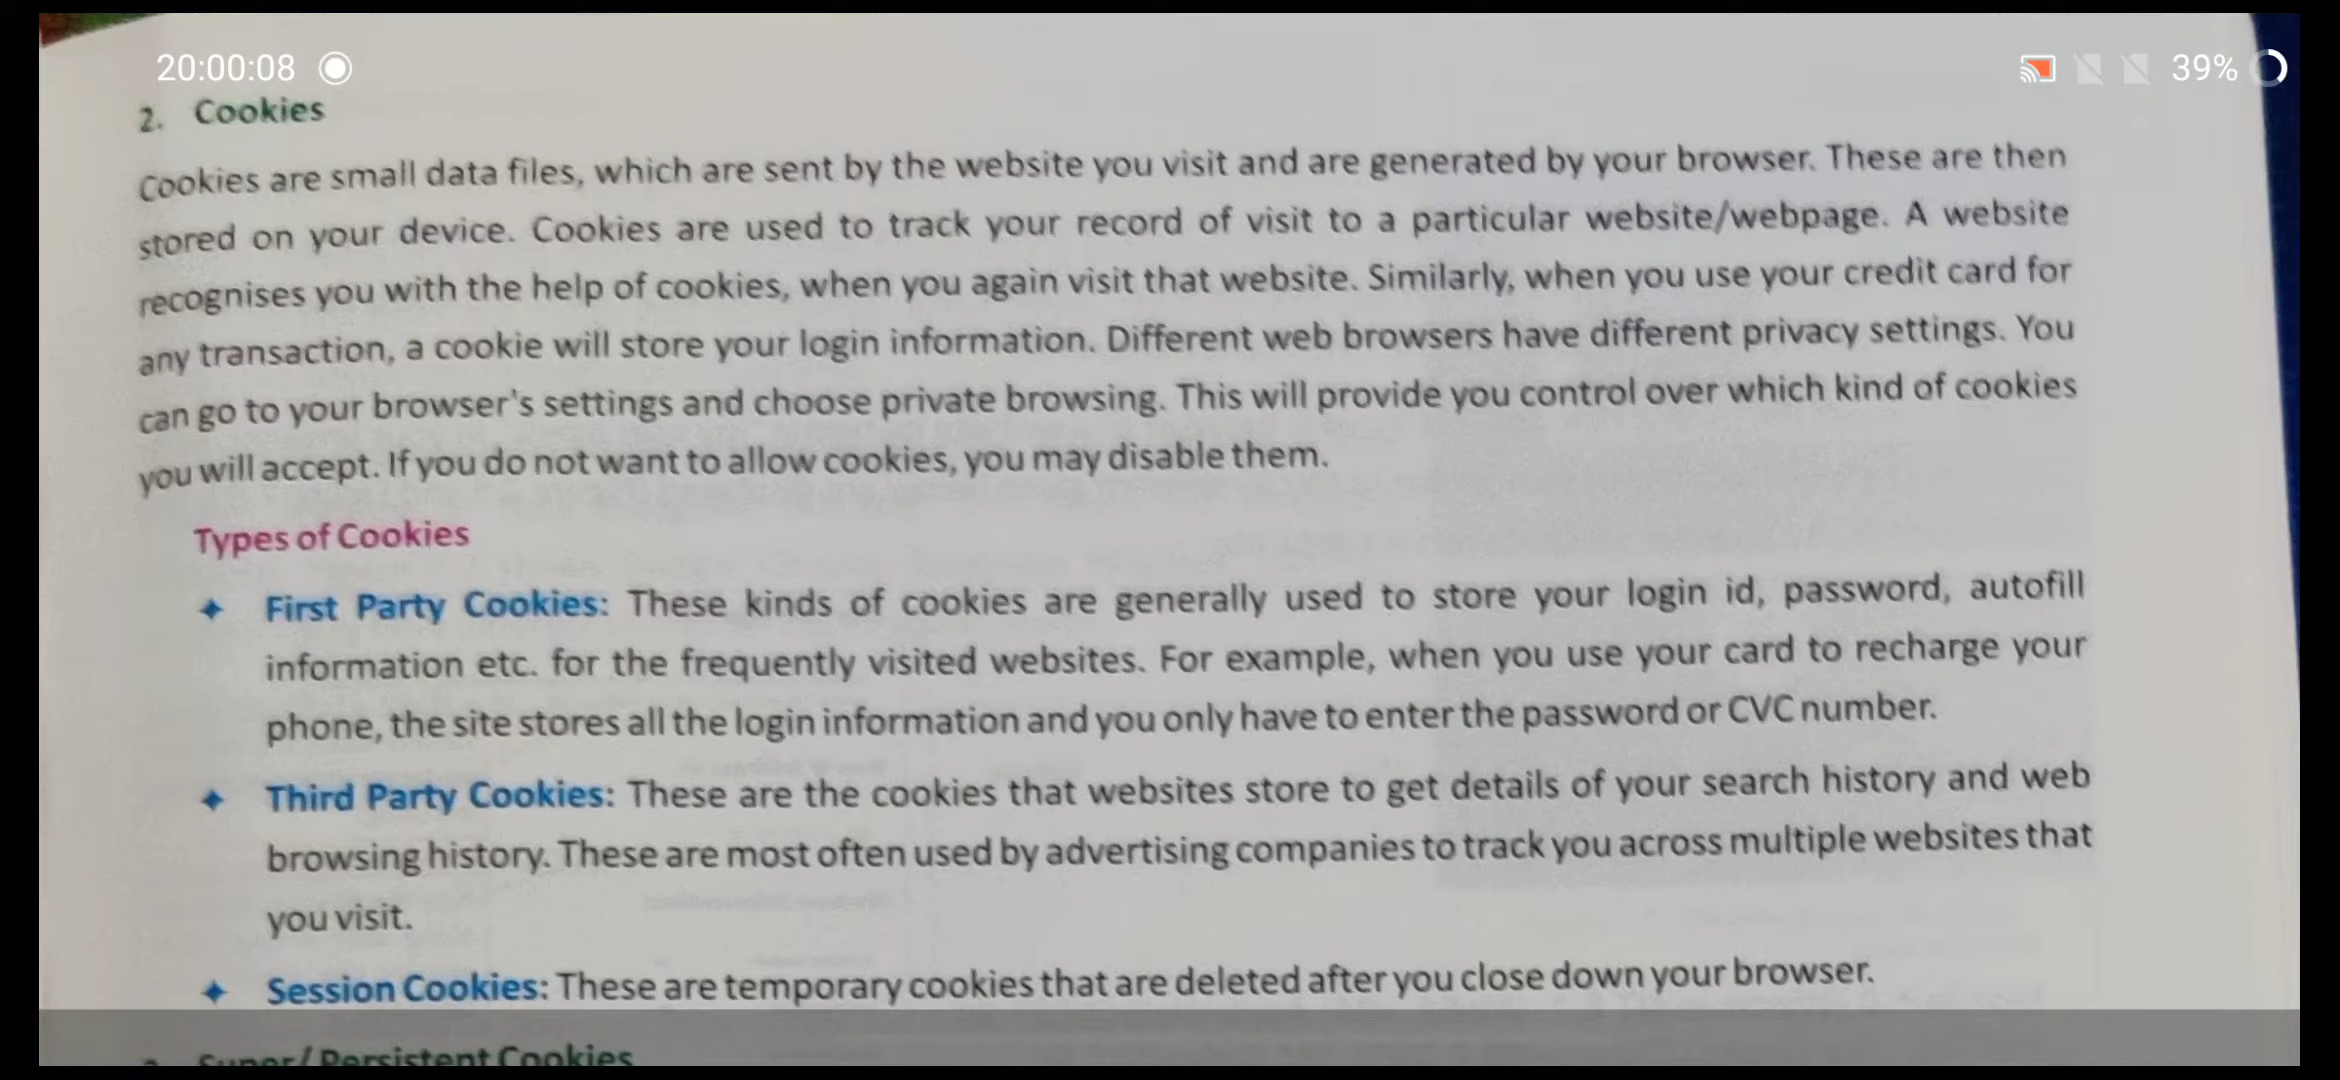 20:00:08
39%
2. Cookies
Cookies are small data files, which are sent by the website you visit and are generated by your browser. These are then
stored on your device. Cookies are used to track your record of visit to a particular website/webpage. A website
recognises you with the help of cookies, when you again visit that website. Similarly, when you use your credit card for
any transaction, a cookie will store your login information. Different web browsers have different privacy settings. You
can go to your browser's settings and choose private browsing. This will provide you control over which kind of cookies
you will accept. If you do not want to allow cookies, you may disable them.
Types of Cookies
First Party Cookies: These kinds of cookies are generally used to store your login id, password, autofill
information etc. for the frequently visited websites. For example, when you use your card to recharge your
phone, the site stores all the login information and you only have to enter the password or CVC number.
Third Party Cookies: These are the cookies that websites store to get details of your search history and web
browsing history. These are most often used by advertising companies to track you across multiple websites that
you visit.
Session Cookies: These are temporary cookies that are deleted after you close down your browser.
Super/Persistent Cookies